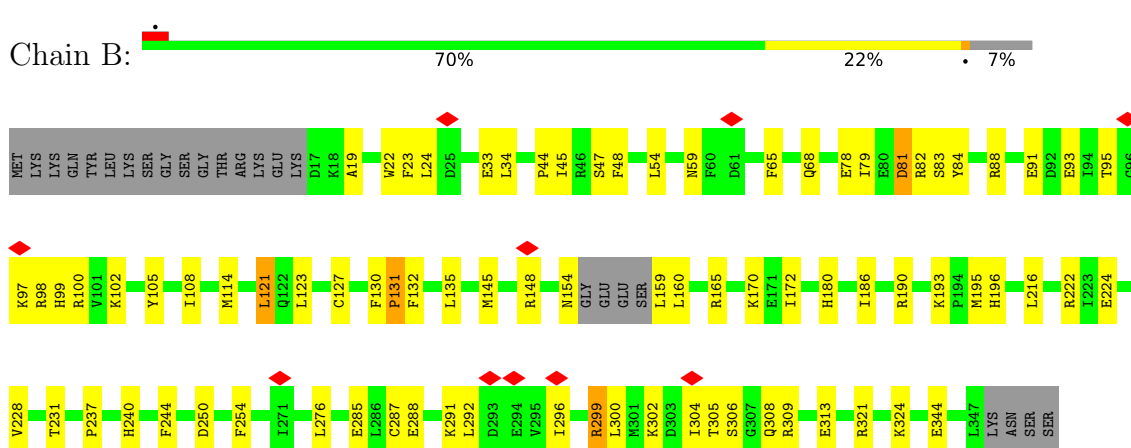 Chain B:
70% 22% • 7%
MET LYS LYS GLN TYR LEU LYS SER GLY SER GLY THR ARG LYS GLU LYS D17 K18 A19 W22 F23 L24 D25 E33 L34 P44 I45 R46 S47 F48 L54 N59 F60 D61 F65 Q68 E78 I79 E80 D81 R82 S83 Y84 R88 E91 D92 E93 I94 T95 G96
K97 R98 H99 R100 V101 K102 Y105 I108 M114 L121 Q122 L123 C127 F130 P131 F132 L135 M145 R148 N154 GLY GLU GLU SER L159 L160 R165 K170 E171 I172 H180 I186 R190 K193 P194 M195 H196 L216 R222 I223 E224
V228 T231 P237 H240 F244 D250 F254 I271 L276 E285 L286 C287 E288 K291 L292 D293 E294 V295 I296 R299 L300 M301 K302 D303 I304 T305 S306 G307 Q308 R309 E313 R321 K324 E344 L347 LYS ASN SER SER